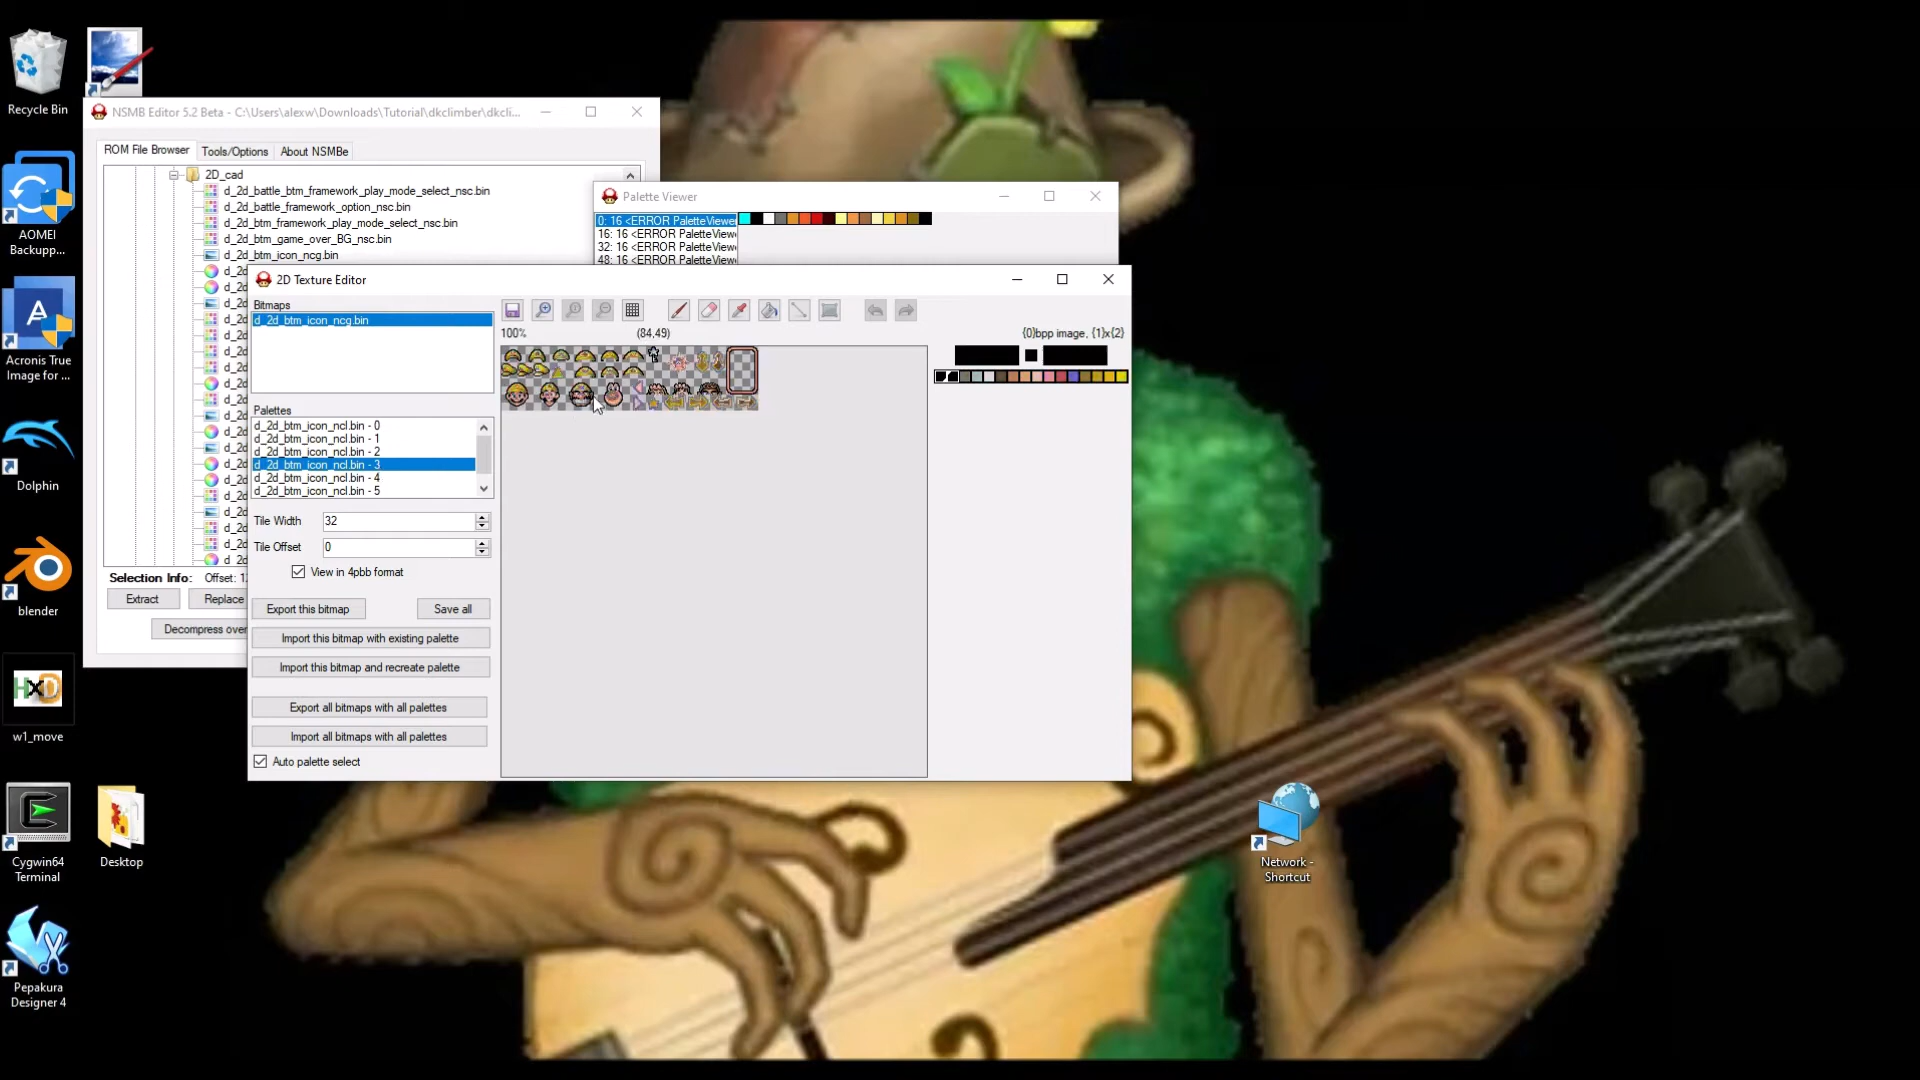 Recycle Bin
AOMEI
Backupp...
Acronis True
Image for ...
Dolphin
blender
HxD
w1_move
Cygwin64
Terminal
Desktop
Pepakura
Designer 4
Network -
Shortcut
NSMB Editor 5.2 Beta - C:\Users\alexw\Downloads\Tutorial\dkclimber\dkcli...
ROM File Browser
Tools/Options
About NSMBe
2D_cad
d_2d_battle_btm_framework_play_mode_select_nsc.bin
d_2d_battle_framework_option_nsc.bin
d_2d_btm_framework_play_mode_select_nsc.bin
d_2d_btm_game_over_BG_nsc.bin
d_2d_btm_icon_ncg.bin
Selection Info:
Extract
Replace
Palette Viewer
0: 16 <ERROR PaletteViewer
16: 16 <ERROR PaletteView
32: 16 <ERROR PaletteView
48: 16 <ERROR PaletteView
2D Texture Editor
Bitmaps
d_2d_btm_icon_ncg.bin
Palettes
d_2d_btm_icon_ncl.bin - 0
d_2d_btm_icon_ncl.bin - 1
d_2d_btm_icon_ncl.bin - 2
d_2d_btm_icon_ncl.bin - 3
d_2d_btm_icon_ncl.bin - 4
d_2d_btm_icon_ncl.bin - 5
Tile Width
32
Tile Offset
0
View in 4pbb format
Export this bitmap
Save all
Import this bitmap with existing palette
Import this bitmap and recreate palette
Export all bitmaps with all palettes
Import all bitmaps with all palettes
Auto palette select
100%
(84,49)
{0}bpp image, {1}x{2}